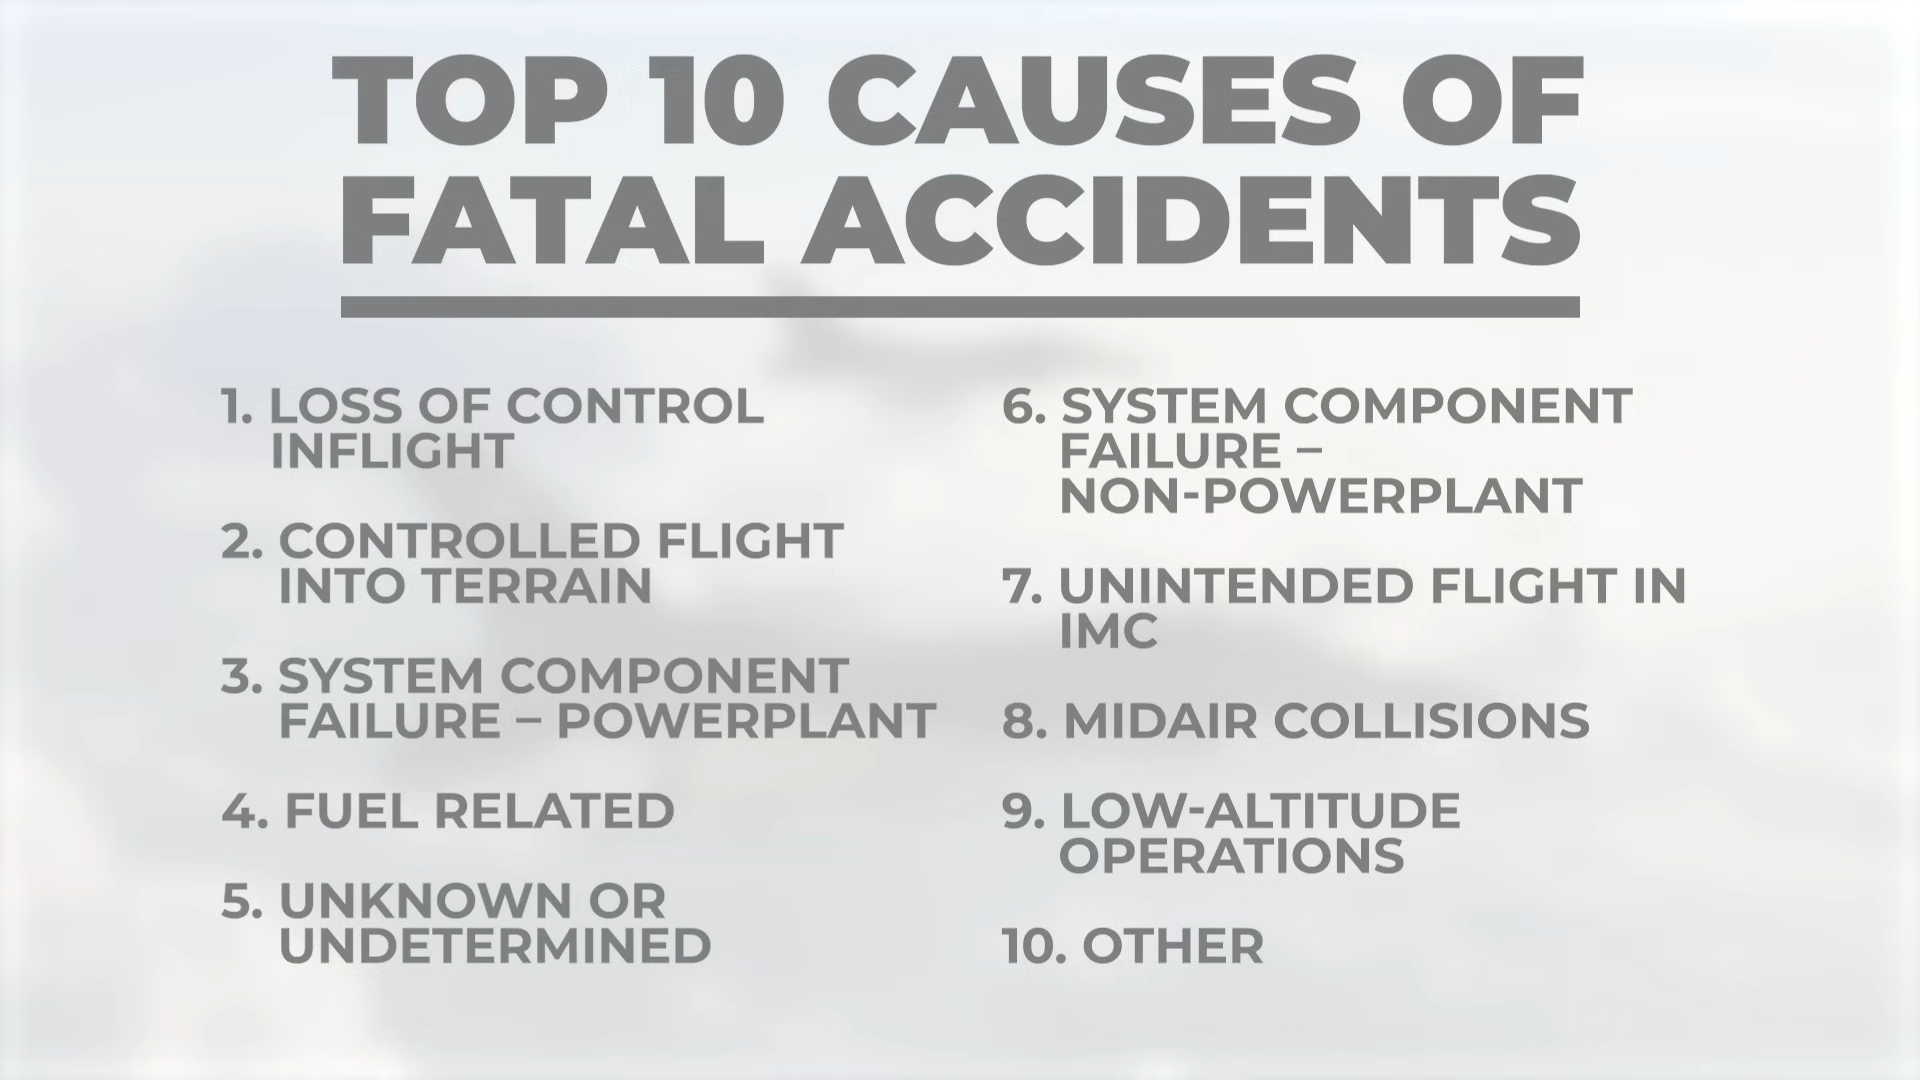 TOP 10 CAUSES OF
FATAL ACCIDENTS
1. LOSS OF CONTROL
INFLIGHT
2. CONTROLLED FLIGHT
INTO TERRAIN
3. SYSTEM COMPONENT
FAILURE – POWERPLANT
4. FUEL RELATED
5. UNKNOWN OR
UNDETERMINED
6. SYSTEM COMPONENT
FAILURE –
NON-POWERPLANT
7. UNINTENDED FLIGHT IN
IMC
8. MIDAIR COLLISIONS
9. LOW-ALTITUDE
OPERATIONS
10. OTHER